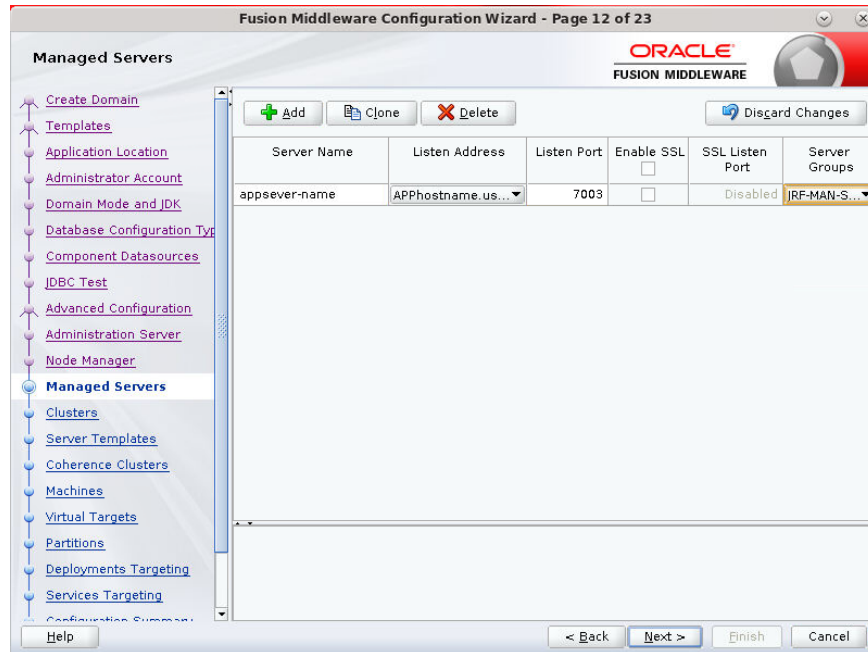 Fusion Middleware Configuration Wizard - Page 12 of 23
Managed Servers
ORACLE
FUSION MIDDLEWARE
Create Domain
Templates
Application Location
Administrator Account
Domain Mode and JDK
Database Configuration Typ
Component Datasources
JDBC Test
Advanced Configuration
Administration Server
Node Manager
Managed Servers
Clusters
Server Templates
Coherence Clusters
Machines
Virtual Targets
Partitions
Deployments Targeting
Services Targeting
Configuration Summary
Add Clone Delete Discard Changes
Server Name Listen Address Listen Port Enable SSL SSL Listen Port Server Groups
appsever-name APPhostname.us... 7003 Disabled JRF-MAN-S...
Help < Back Next > Finish Cancel